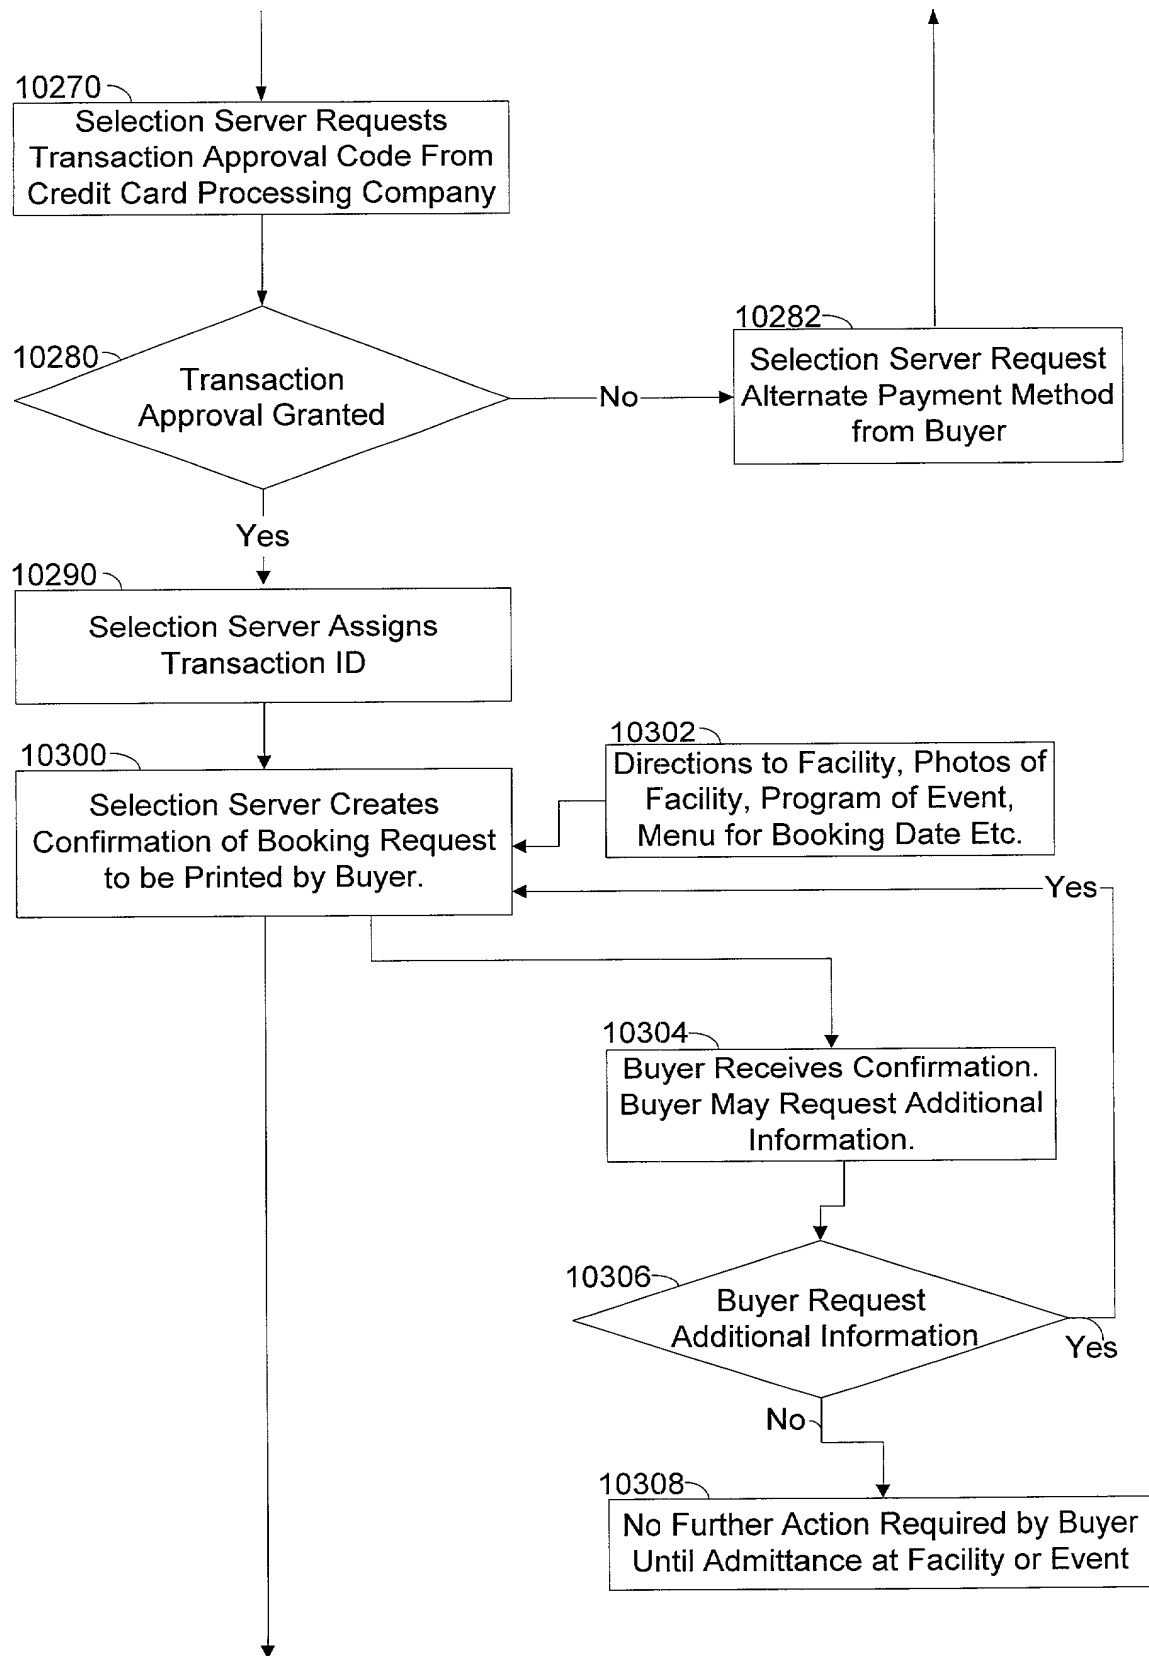 10270
Selection Server Requests
Transaction Approval Code From
Credit Card Processing Company
10280
Transaction
Approval Granted
No
10282
Selection Server Request
Alternate Payment Method
from Buyer
Yes
10290
Selection Server Assigns
Transaction ID
10300
Selection Server Creates
Confirmation of Booking Request
to be Printed by Buyer.
10302
Directions to Facility, Photos of
Facility, Program of Event,
Menu for Booking Date Etc.
Yes
10304
Buyer Receives Confirmation.
Buyer May Request Additional
Information.
10306
Buyer Request
Additional Information
Yes
No
10308
No Further Action Required by Buyer
Until Admittance at Facility or Event